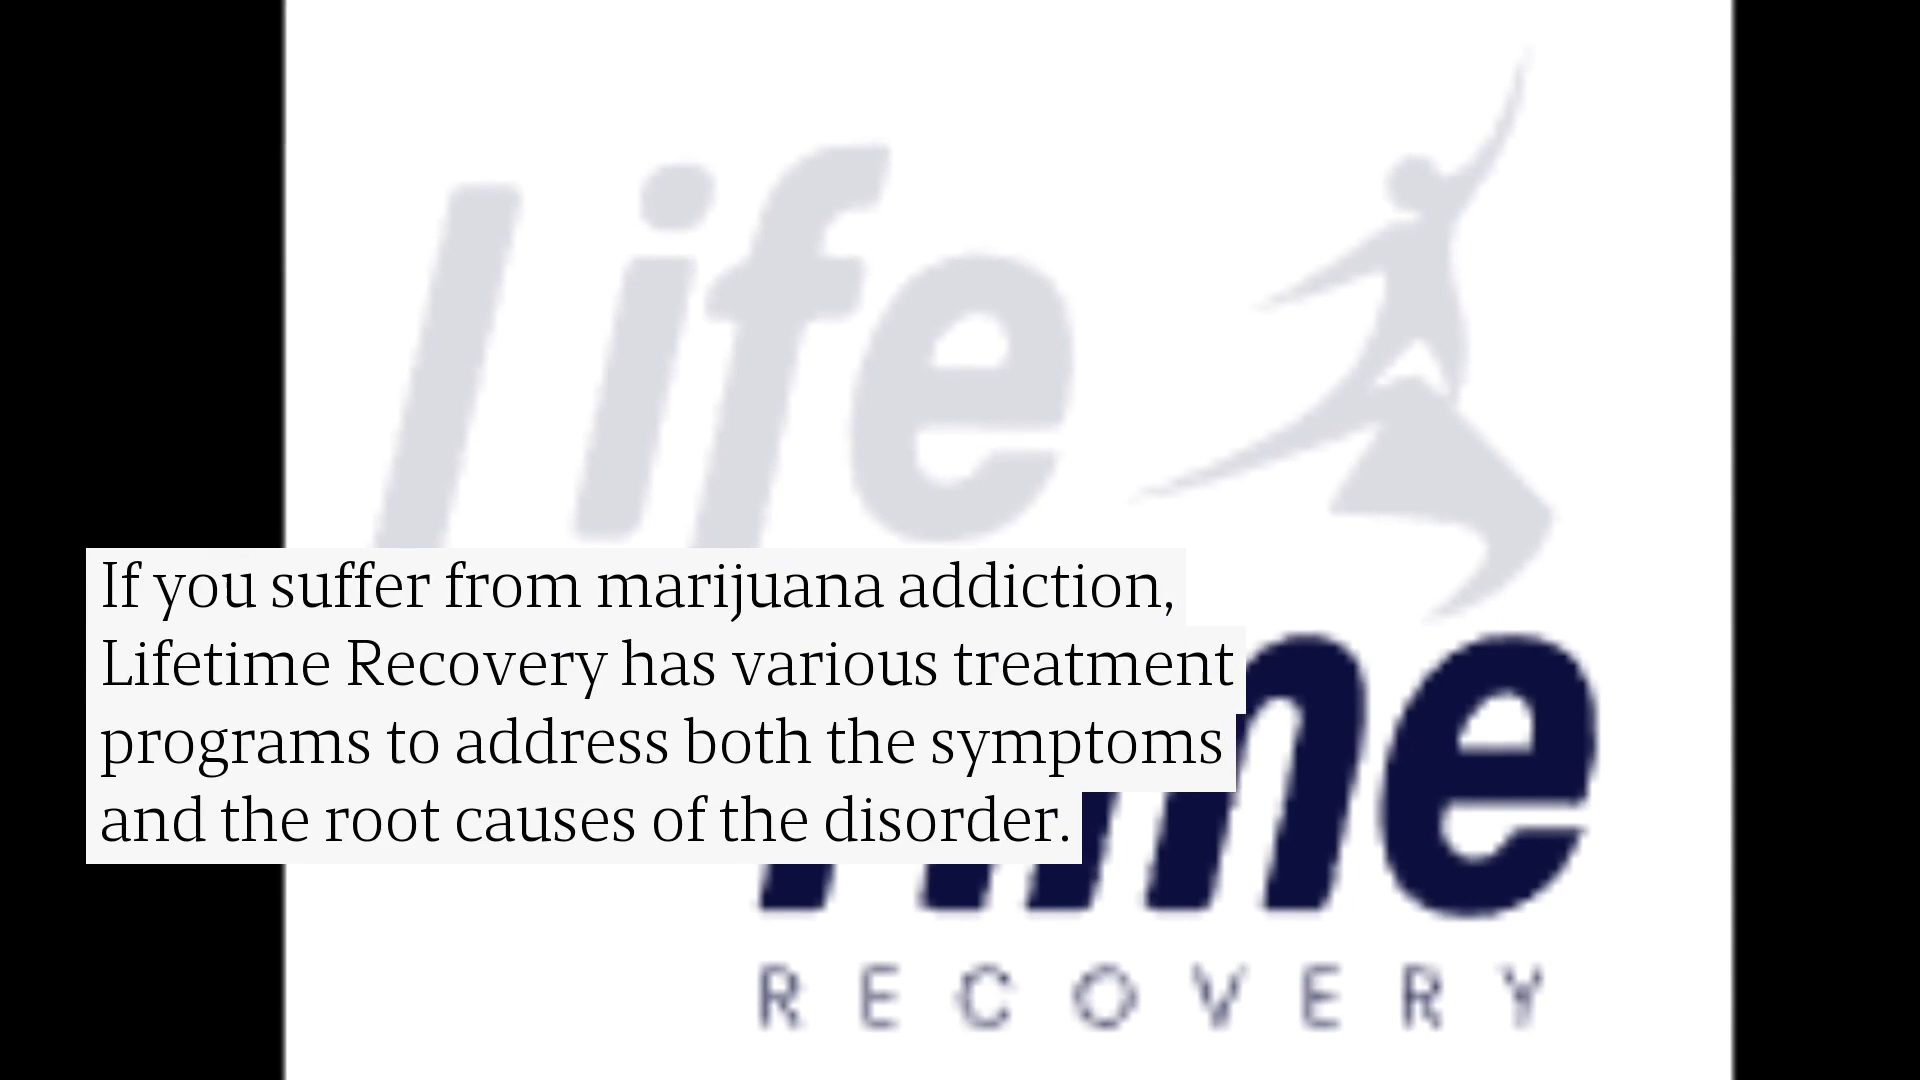 life
If you suffer from marijuana addiction,
Lifetime Recovery has various treatment
programs to address both the symptoms
and the root causes of the disorder.
RECOVERY